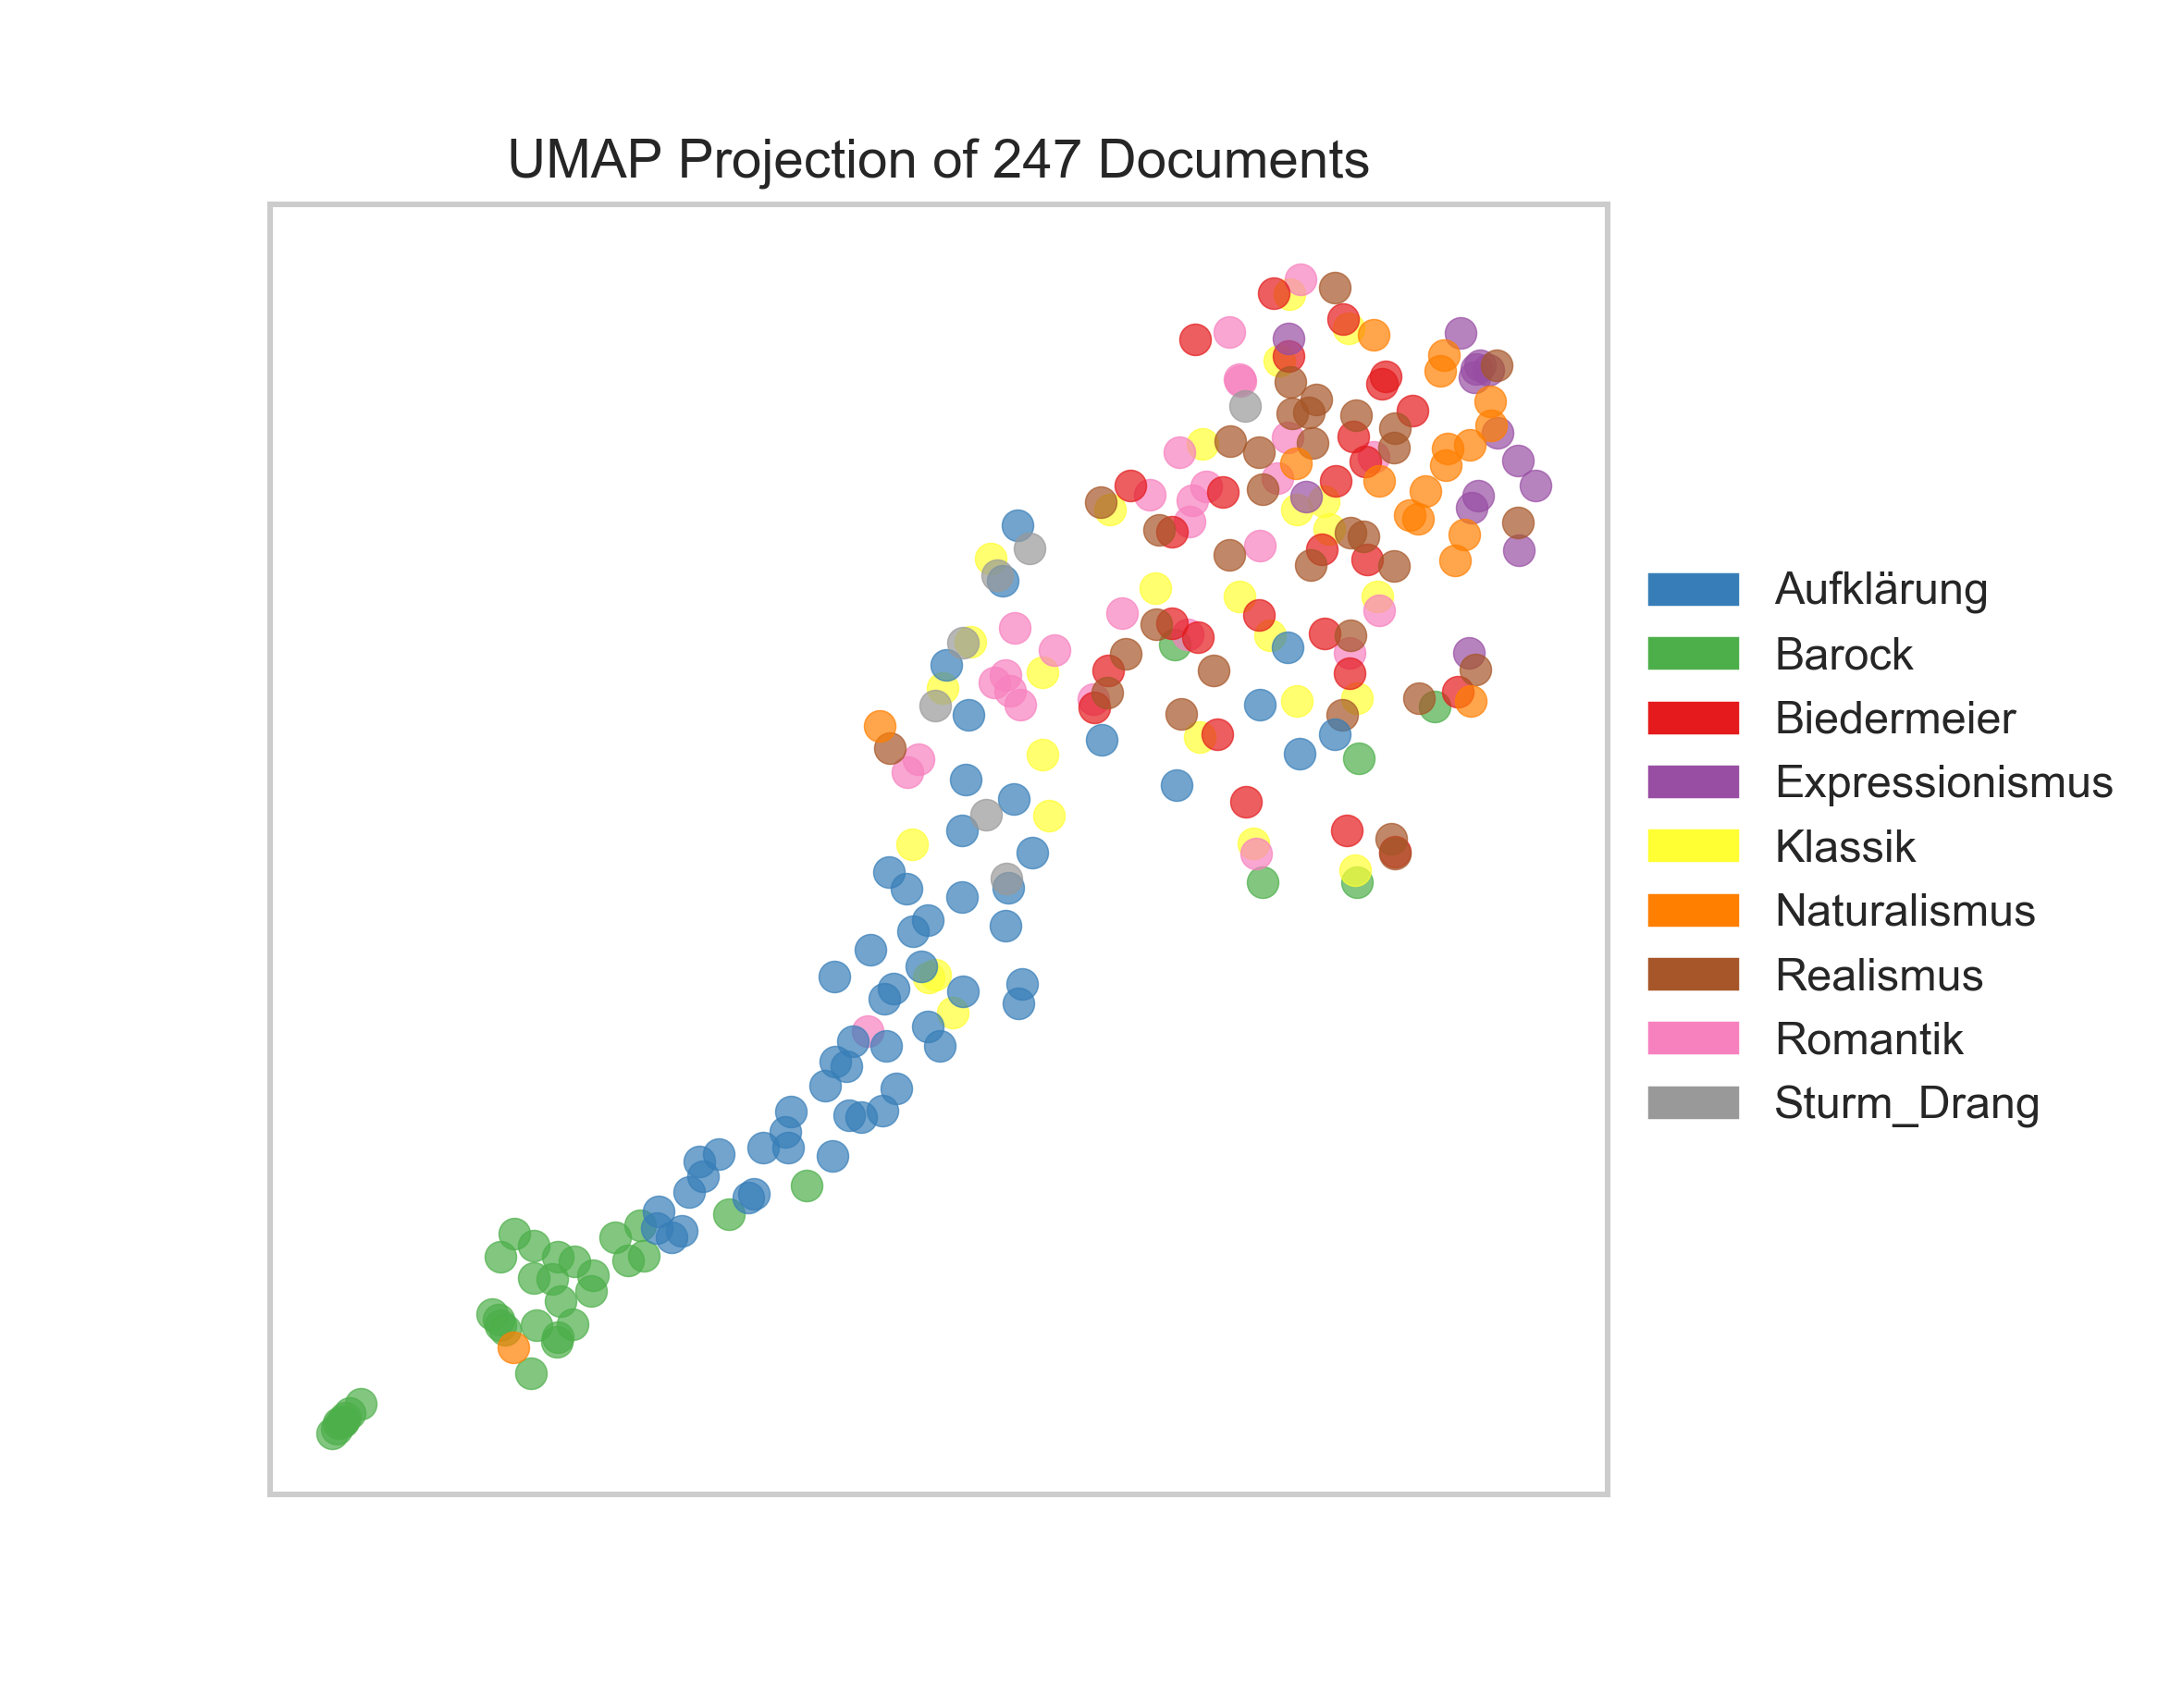 UMAP Projection of 247 Documents
Aufklärung
Barock
Biedermeier
Expressionismus
Klassik
Naturalismus
Realismus
Romantik
Sturm_Drang